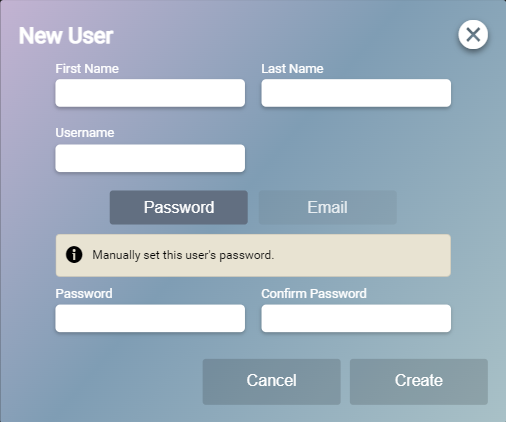 New User
First Name Last Name
Username
Password Email
Manually set this user's password.
Password Confirm Password
Cancel Create